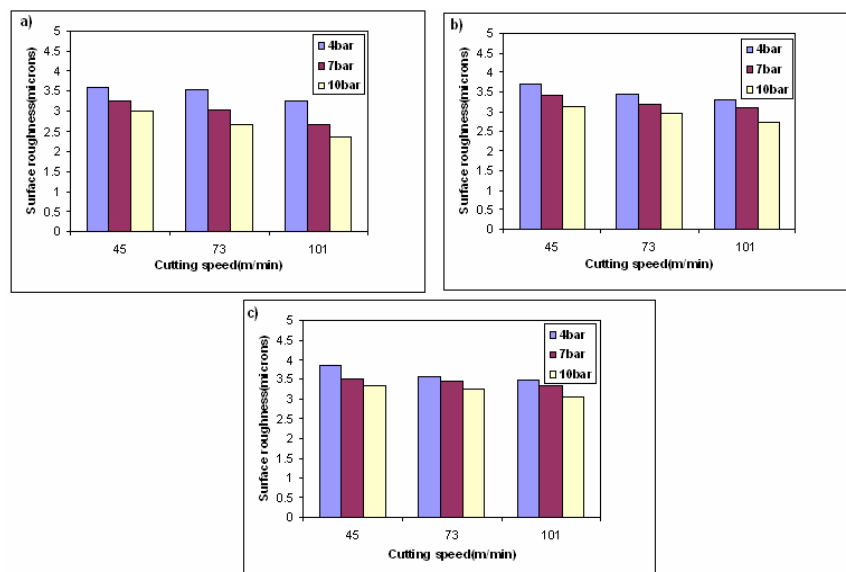 a)
Surface roughness(microns)
5
4.5
4
3.5
3
2.5
2
1.5
1
0.5
0
4bar
7bar
10bar
45 73 101
Cutting speed(m/min)
b)
Surface roughness(microns)
5
4.5
4
3.5
3
2.5
2
1.5
1
0.5
0
4bar
7bar
10bar
45 73 101
Cutting speed(m/min)
c)
Surface roughness(microns)
5
4.5
4
3.5
3
2.5
2
1.5
1
0.5
0
4bar
7bar
10bar
45 73 101
Cutting speed(m/min)